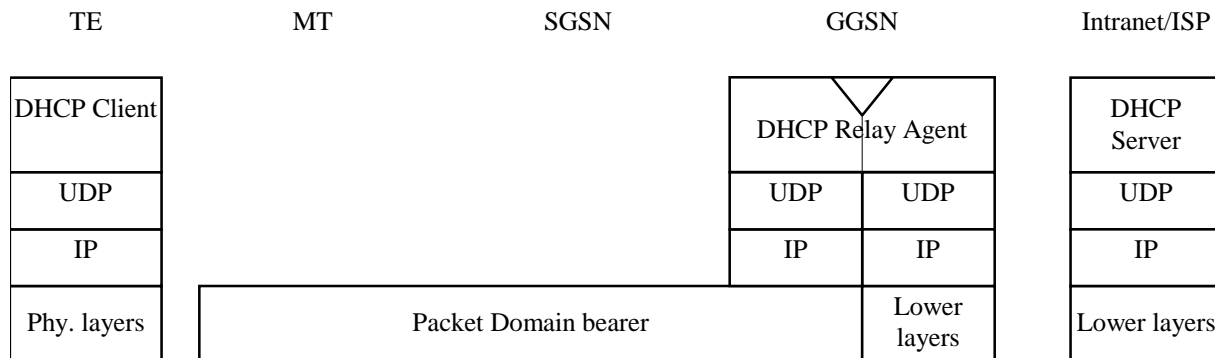 TE MT SGSN GGSN Intranet/ISP
DHCP Client
DHCP Relay Agent
DHCP
Server
UDP UDP UDP UDP
IP IP IP IP
Phy. layers Packet Domain bearer Lower
layers Lower layers